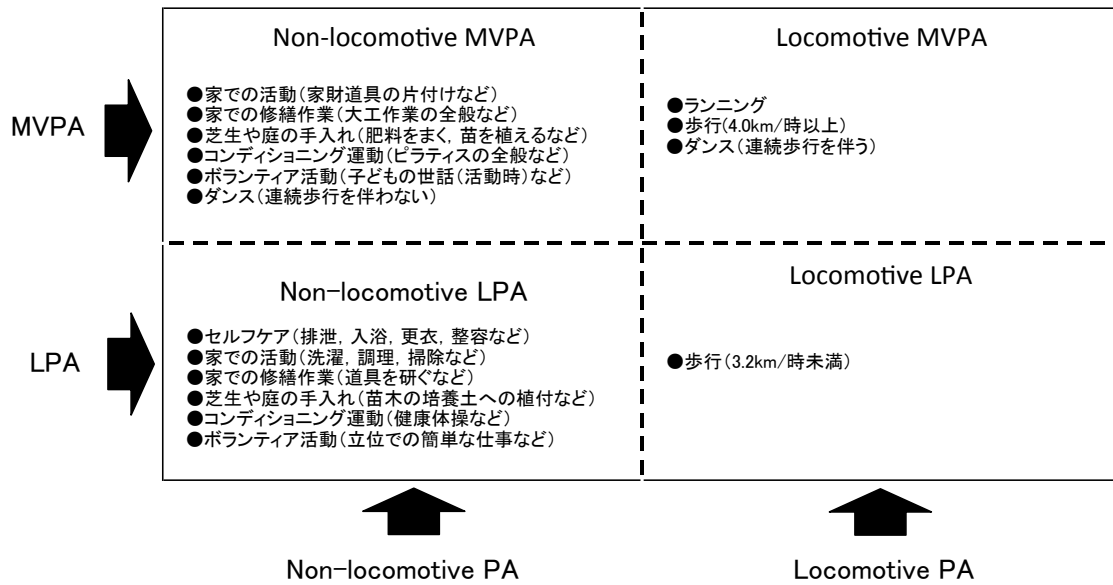 Non-locomotive MVPA
●家での活動(家財道具の片付けなど)
●家での修繕作業(大工作業の全般など)
●芝生や庭の手入れ(肥料をまく, 苗を植えるなど)
●コンディショニング運動(ピラティスの全般など)
●ボランティア活動(子どもの世話(活動時)など)
●ダンス(連続歩行を伴わない)
Locomotive MVPA
●ランニング
●歩行(4.0km/時以上)
●ダンス(連続歩行を伴う)
MVPA
Non-locomotive LPA
●セルフケア(排泄, 入浴, 更衣, 整容など)
●家での活動(洗濯, 調理, 掃除など)
●家での修繕作業(道具を研ぐなど)
●芝生や庭の手入れ(苗木の培養土への植付など)
●コンディショニング運動(健康体操など)
●ボランティア活動(立位での簡単な仕事など)
Locomotive LPA
●歩行(3.2km/時未満)
LPA
Non-locomotive PA
Locomotive PA